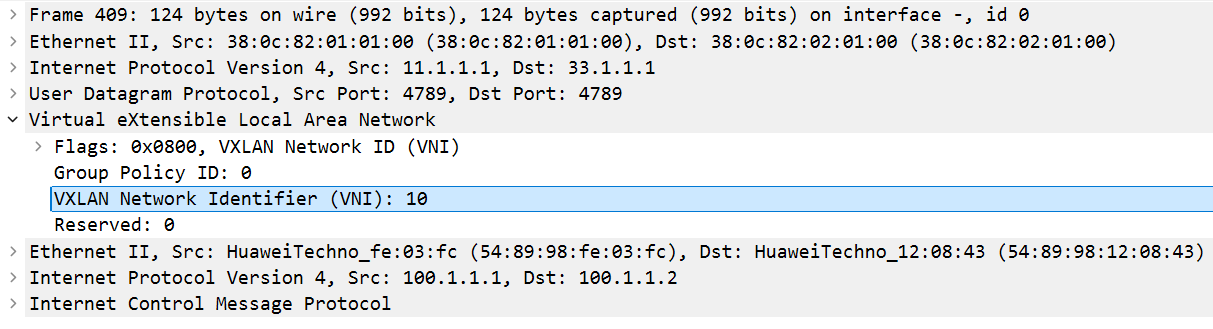 Frame 409: 124 bytes on wire (992 bits), 124 bytes captured (992 bits) on interface -, id 0
Ethernet II, Src: 38:0c:82:01:01:00 (38:0c:82:01:01:00), Dst: 38:0c:82:02:01:00 (38:0c:82:02:01:00)
Internet Protocol Version 4, Src: 11.1.1.1, Dst: 33.1.1.1
User Datagram Protocol, Src Port: 4789, Dst Port: 4789
Virtual eXtensible Local Area Network
Flags: 0x0800, VXLAN Network ID (VNI)
Group Policy ID: 0
VXLAN Network Identifier (VNI): 10
Reserved: 0
Ethernet II, Src: HuaweiTechno_fe:03:fc (54:89:98:fe:03:fc), Dst: HuaweiTechno_12:08:43 (54:89:98:12:08:43)
Internet Protocol Version 4, Src: 100.1.1.1, Dst: 100.1.1.2
Internet Control Message Protocol